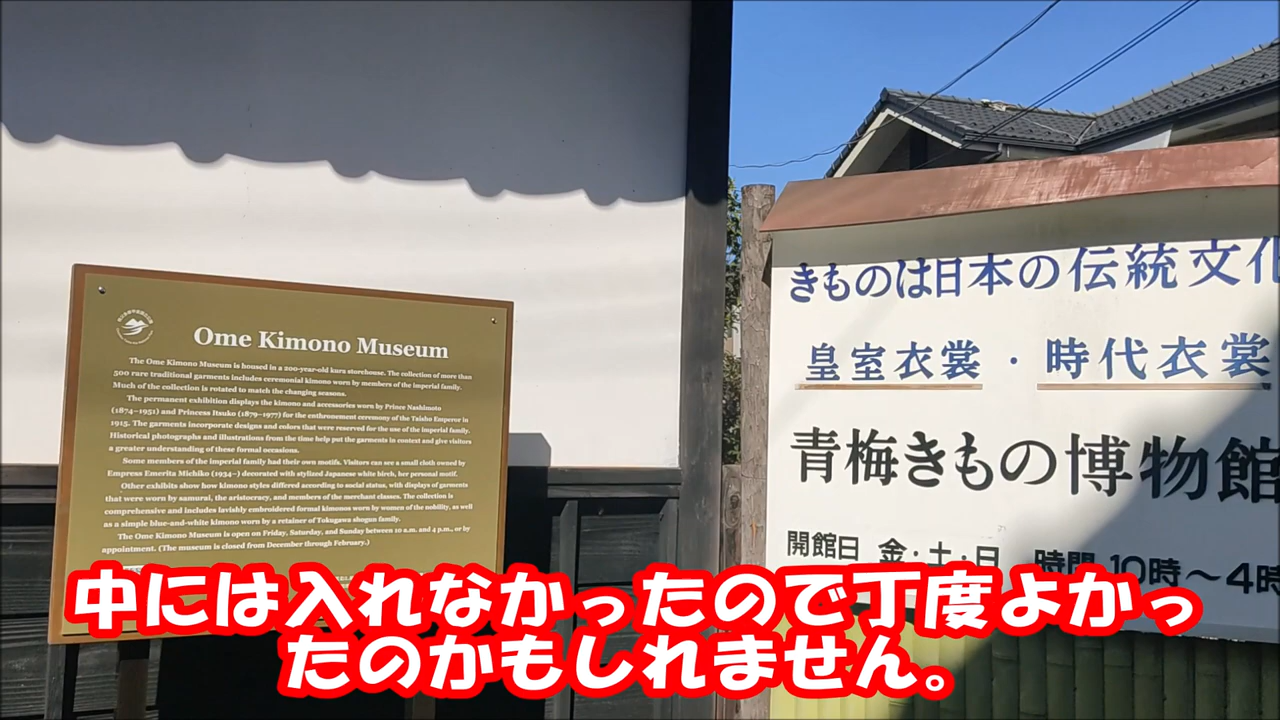 Ome Kimono Museum
The Ome Kimono Museum is housed in a 200-year-old kura storehouse. The collection of more than
500 rare traditional garments includes ceremonial kimono worn by members of the imperial family.
Much of the collection is rotated to match the changing seasons.
The permanent exhibition displays the kimono and accessories worn by Prince Nashimoto
(1874–1951) and Princess Itsuko (1879–1977) for the enthronement ceremony of the Taisho Emperor in
1915. The garments incorporate designs and colors that were reserved for the use of the imperial family.
Historical photographs and illustrations from the time help put the garments in context and give visitors
a greater understanding of these formal occasions.
Some members of the imperial family had their own motifs. Visitors can see a small cloth owned by
Empress Emerita Michiko (1934–) decorated with stylized Japanese white birch, her personal motif.
Other exhibits show how kimono styles differed according to social status, with displays of garments
that were worn by samurai, the aristocracy, and members of the merchant classes. The collection is
comprehensive and includes lavishly embroidered formal kimonos worn by women of the nobility, as well
as a simple blue-and-white kimono worn by a retainer of Tokugawa shogun family.
The Ome Kimono Museum is open on Friday, Saturday, and Sunday between 10 a.m. and 4 p.m., or by
appointment. (The museum is closed from December through February.)
きものは日本の伝統文化
皇室衣裳・時代衣裳
青梅きもの博物館
開館日 金・土・日 時間 10時〜4時
中には入れなかったので丁度よかっ
たのかもしれません。